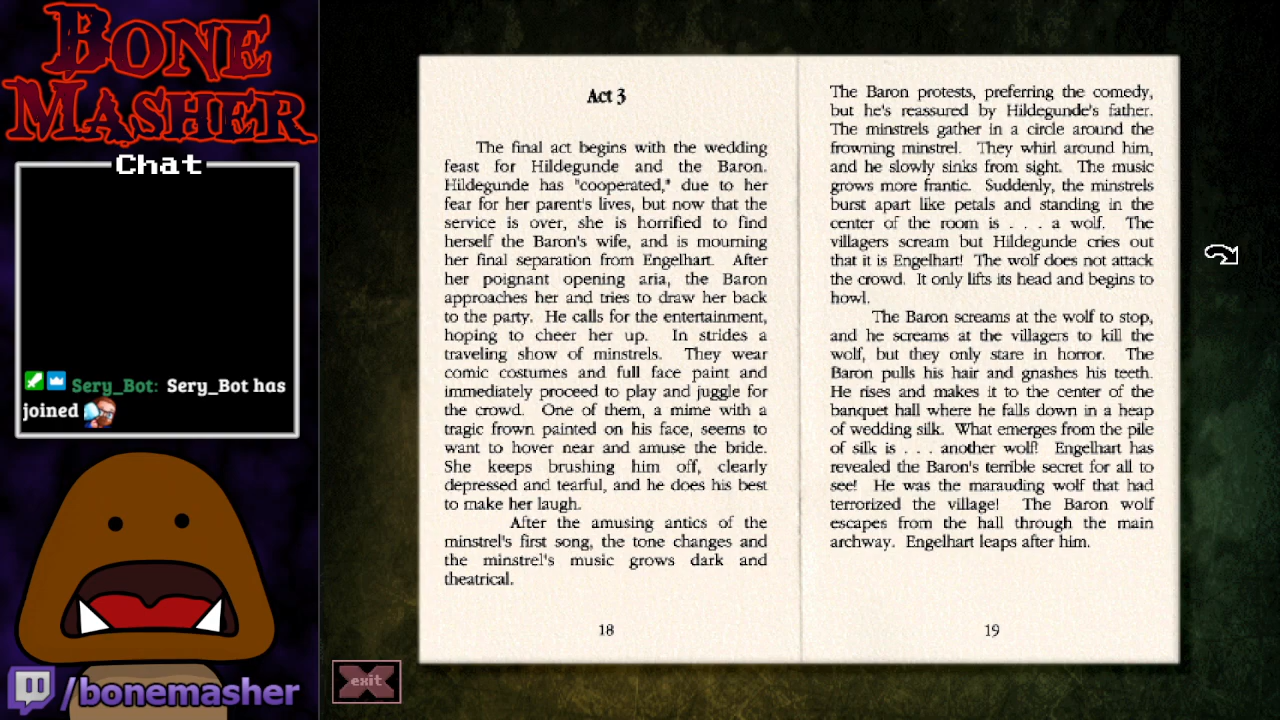 BONE
MASHER
Chat
Sery_Bot: Sery_Bot has
joined
/bonemasher
exit
Act 3
The final act begins with the wedding
feast for Hildegunde and the Baron.
Hildegunde has "cooperated," due to her
fear for her parent's lives, but now that the
service is over, she is horrified to find
herself the Baron's wife, and is mourning
her final separation from Engelhart. After
her poignant opening aria, the Baron
approaches her and tries to draw her back
to the party. He calls for the entertainment,
hoping to cheer her up. In strides a
traveling show of minstrels. They wear
comic costumes and full face paint and
immediately proceed to play and juggle for
the crowd. One of them, a mime with a
tragic frown painted on his face, seems to
want to hover near and amuse the bride.
She keeps brushing him off, clearly
depressed and tearful, and he does his best
to make her laugh.
After the amusing antics of the
minstrel's first song, the tone changes and
the minstrel's music grows dark and
theatrical.
18
The Baron protests, preferring the comedy,
but he's reassured by Hildegunde's father.
The minstrels gather in a circle around the
frowning minstrel. They whirl around him,
and he slowly sinks from sight. The music
grows more frantic. Suddenly, the minstrels
burst apart like petals and standing in the
center of the room is . . . a wolf. The
villagers scream but Hildegunde cries out
that it is Engelhart! The wolf does not attack
the crowd. It only lifts its head and begins to
howl.
The Baron screams at the wolf to stop,
and he screams at the villagers to kill the
wolf, but they only stare in horror. The
Baron pulls his hair and gnashes his teeth.
He rises and makes it to the center of the
banquet hall where he falls down in a heap
of wedding silk. What emerges from the pile
of silk is . . . another wolf! Engelhart has
revealed the Baron's terrible secret for all to
see! He was the marauding wolf that had
terrorized the village! The Baron wolf
escapes from the hall through the main
archway. Engelhart leaps after him.
19